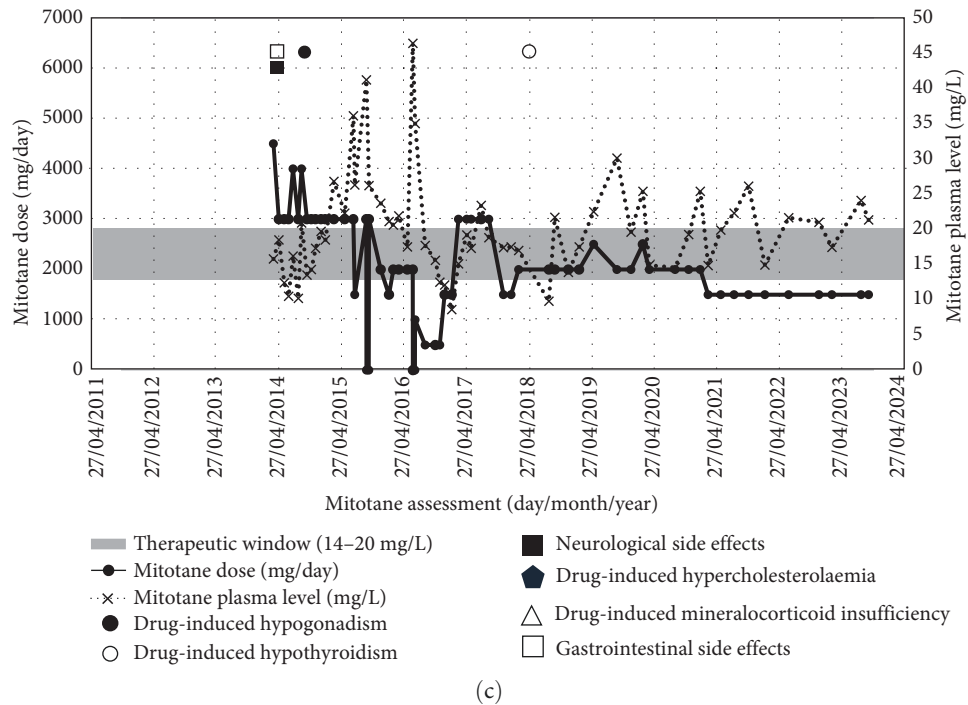 7000
6000
5000
4000
3000
2000
1000
0
Mitotane dose (mg/day)
50
45
40
35
30
25
20
15
10
5
0
Mitotane plasma level (mg/L)
27/04/2011
27/04/2012
27/04/2013
27/04/2014
27/04/2015
27/04/2016
27/04/2017
27/04/2018
27/04/2019
27/04/2020
27/04/2021
27/04/2022
27/04/2023
27/04/2024
Mitotane assessment (day/month/year)
Therapeutic window (14–20 mg/L)
Mitotane dose (mg/day)
Mitotane plasma level (mg/L)
Drug-induced hypogonadism
Drug-induced hypothyroidism
Neurological side effects
Drug-induced hypercholesterolaemia
Drug-induced mineralocorticoid insufficiency
Gastrointestinal side effects
(c)